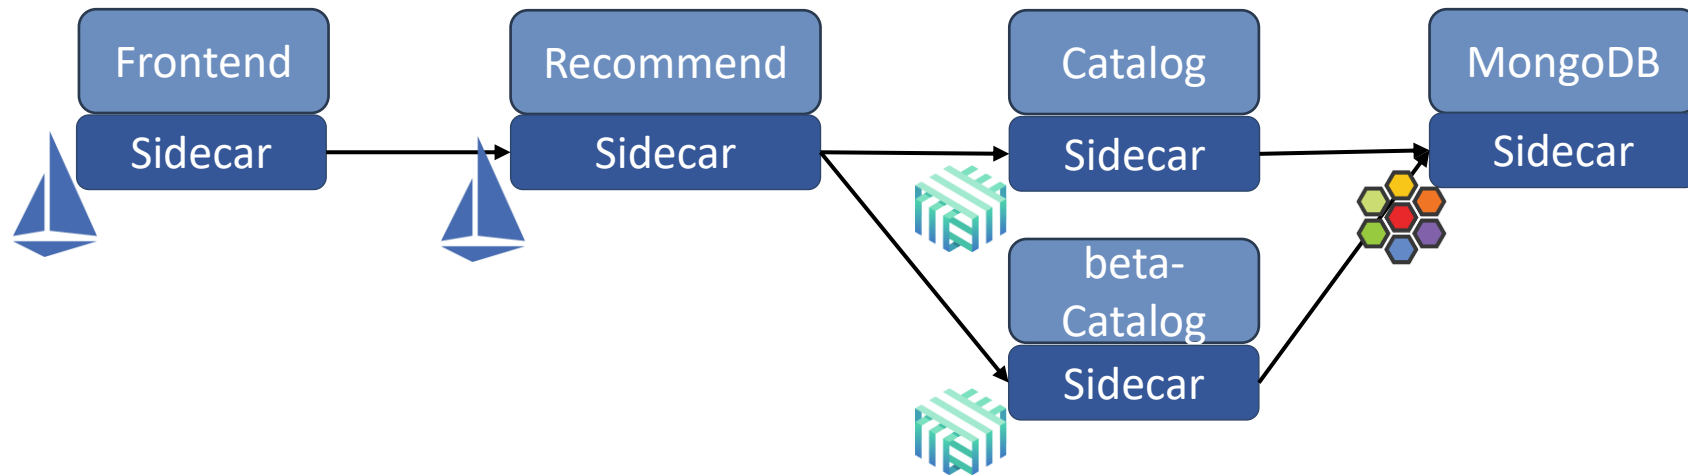 Frontend
Sidecar
Recommend
Sidecar
Catalog
Sidecar
beta-
Catalog
Sidecar
MongoDB
Sidecar